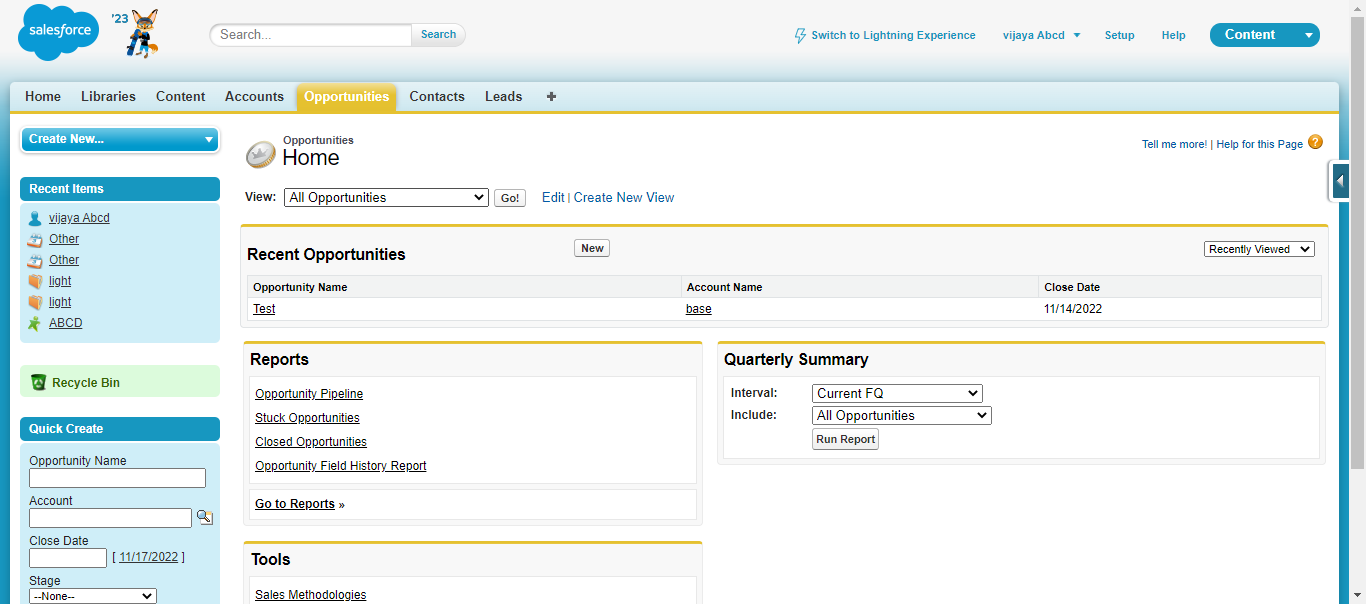 salesforce
'23
Search...
Search
Switch to Lightning Experience
vijaya Abcd
Setup
Help
Content
Home Libraries Content Accounts Opportunities Contacts Leads +
Create New...
Recent Items
vijaya Abcd
Other
Other
light
light
ABCD
Recycle Bin
Quick Create
Opportunity Name
Account
Close Date
[ 11/17/2022 ]
Stage
--None--
Opportunities
Home
Tell me more! | Help for this Page ?
View: All Opportunities Go! Edit | Create New View
Recent Opportunities New Recently Viewed
Opportunity Name Account Name Close Date
Test base 11/14/2022
Reports
Opportunity Pipeline
Stuck Opportunities
Closed Opportunities
Opportunity Field History Report
Go to Reports »
Quarterly Summary
Interval: Current FQ
Include: All Opportunities
Run Report
Tools
Sales Methodologies